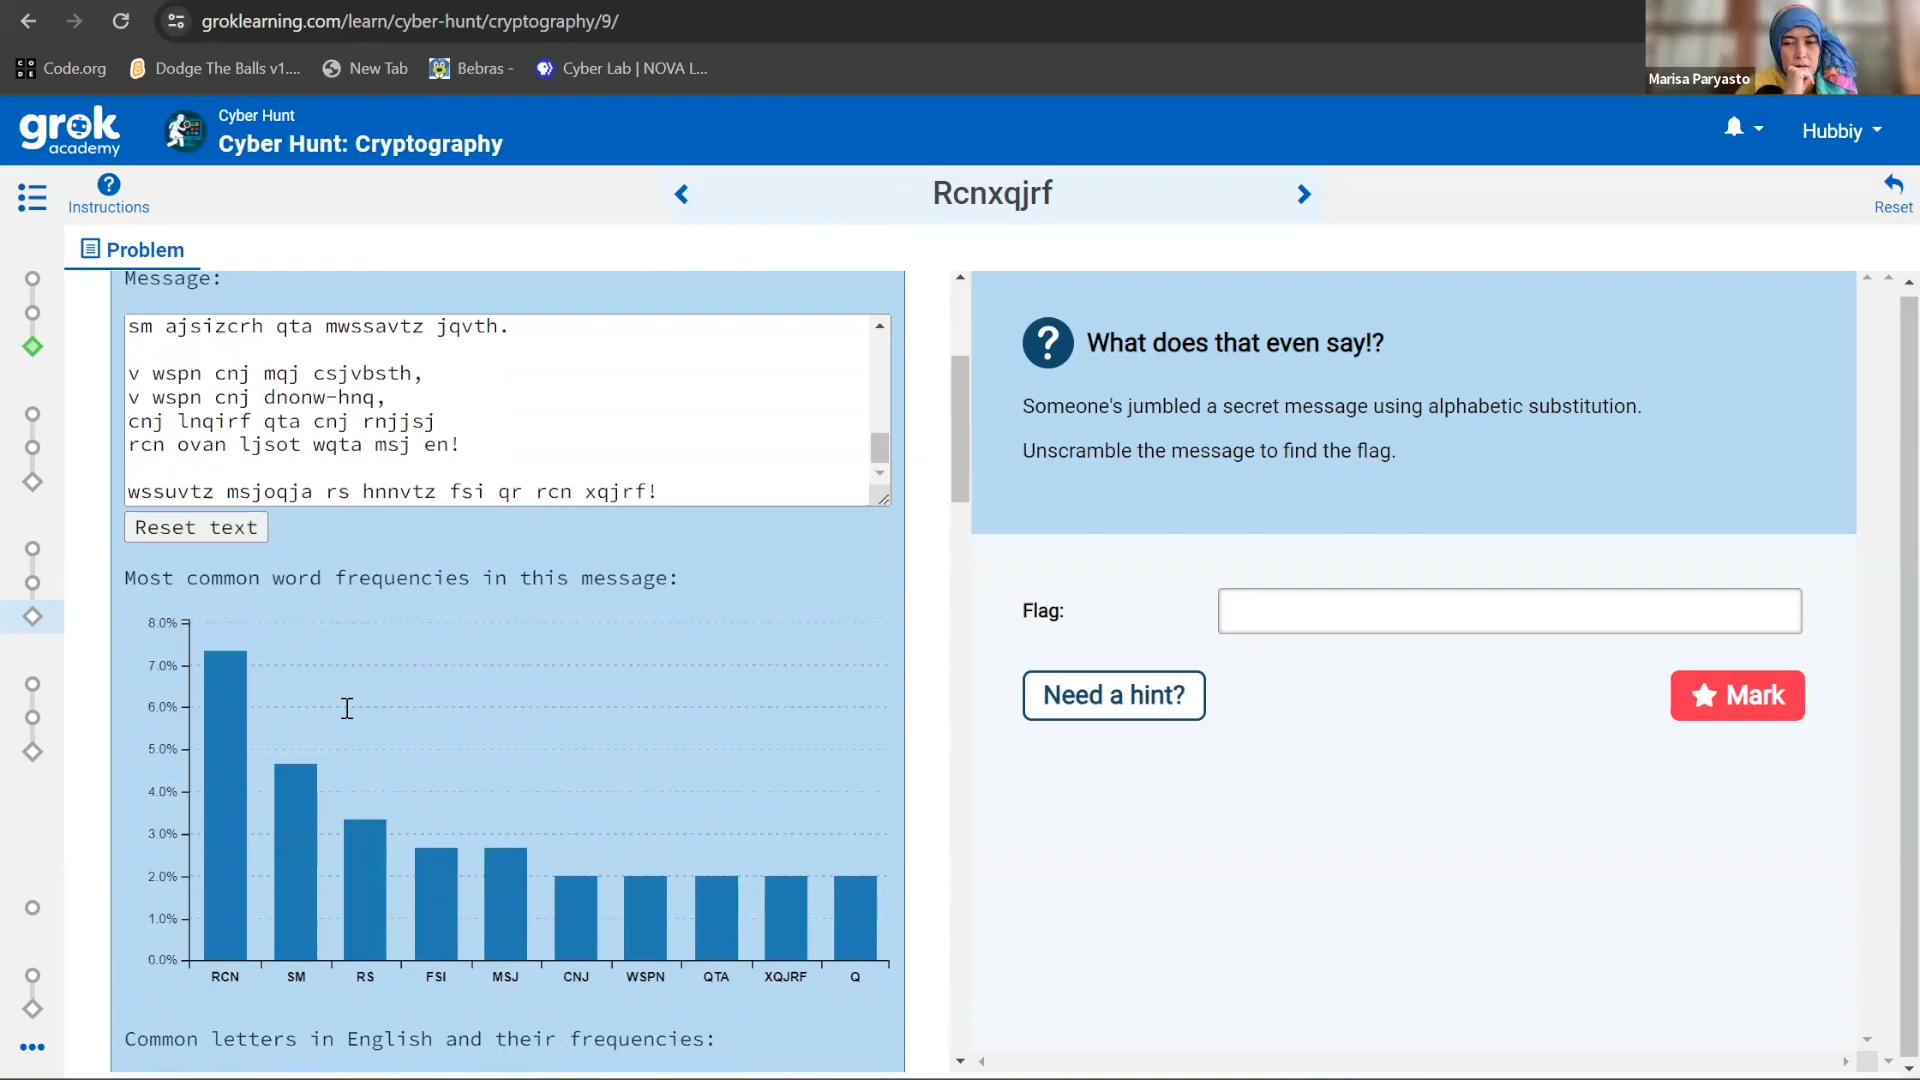 groklearning.com/learn/cyber-hunt/cryptography/9/
Code.org
Dodge The Balls v1....
New Tab
Bebras -
Cyber Lab | NOVA L...
Marisa Paryasto
grok
academy
Cyber Hunt
Cyber Hunt: Cryptography
Hubbiy
Instructions
Rcnxqjrf
Reset
Problem
Message:
sm ajsizcrh qta mwssavtz jqvth.
v wspn cnj mqj csjvbsth,
v wspn cnj dnonw-hnq,
cnj lnqirf qta cnj rnjjsj
rcn ovan ljsot wqta msj en!
wssuvtz msjoqja rs hnnvtz fsi qr rcn xqjrf!
Reset text
Most common word frequencies in this message:
8.0%
7.0%
6.0%
5.0%
4.0%
3.0%
2.0%
1.0%
0.0%
RCN SM RS FSI MSJ CNJ WSPN QTA XQJRF Q
Common letters in English and their frequencies:
What does that even say!?
Someone's jumbled a secret message using alphabetic substitution.
Unscramble the message to find the flag.
Flag:
Need a hint?
Mark